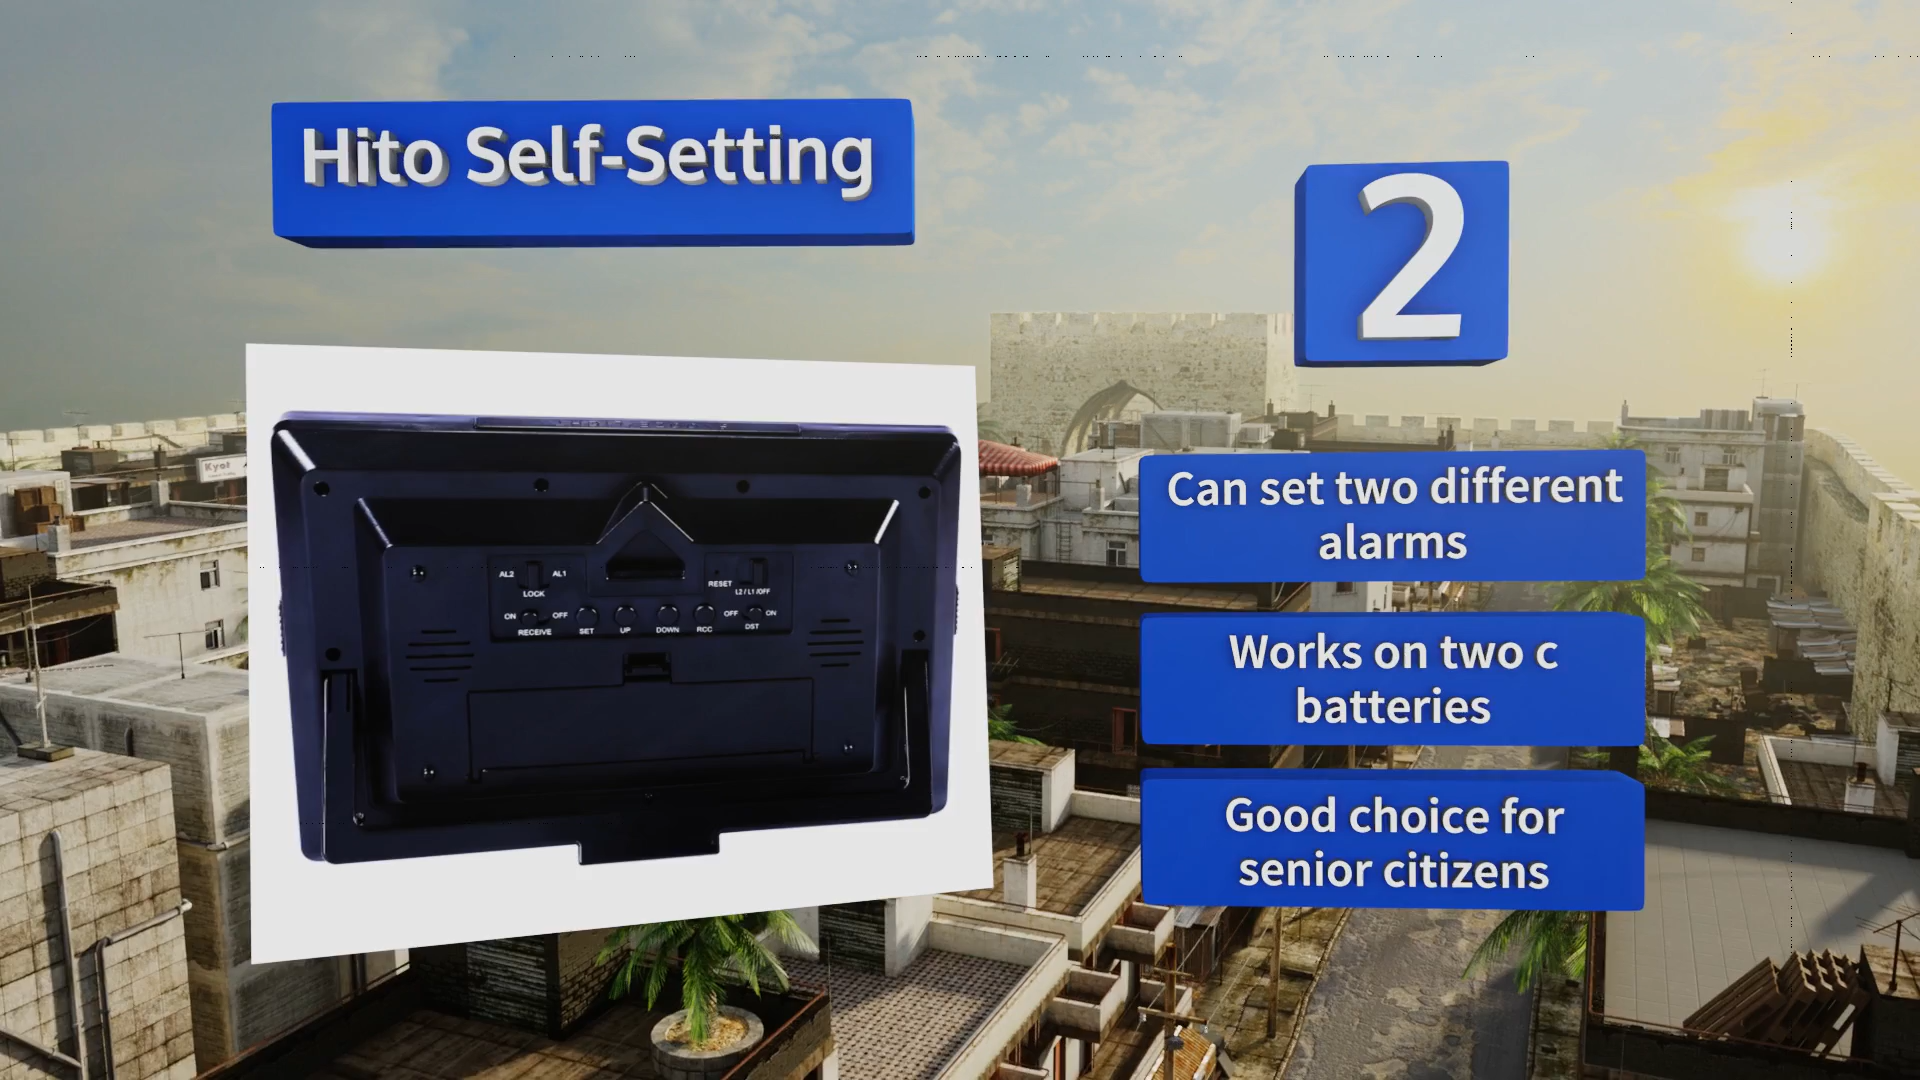 Hito Self-Setting
2
Can set two different
alarms
Works on two c
batteries
Good choice for
senior citizens
Kyot
AL2 AL1
LOCK
RESET
L2 / L1 /OFF
ON OFF
RECEIVE
SET UP DOWN RCC
OFF ON
DST